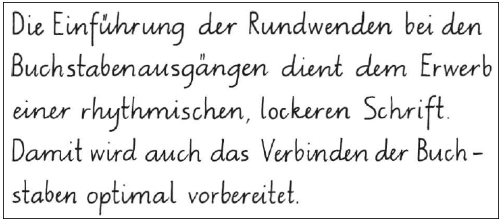 Die Einführung der Rundwenden bei den
Buchstabenausgängen dient dem Erwerb
einer rhythmischen, lockeren Schrift.
Damit wird auch das Verbinden der Buch-
staben optimal vorbereitet.